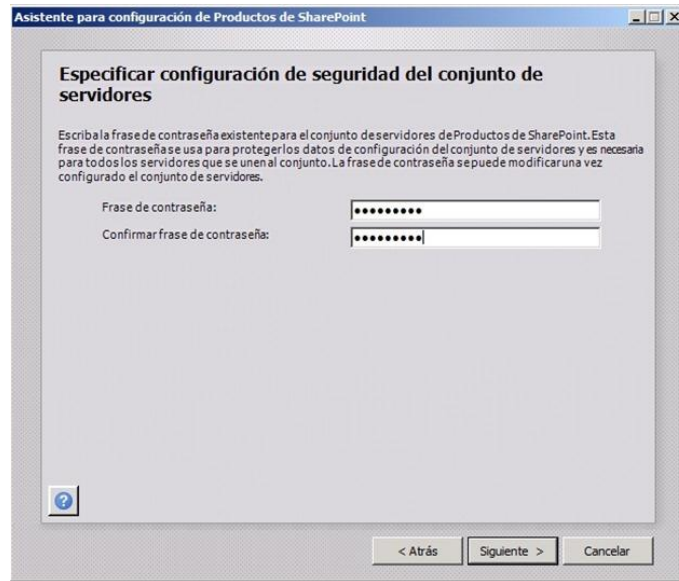 Asistente para configuración de Productos de SharePoint
Especificar configuración de seguridad del conjunto de
servidores
Escriba la frase de contraseña existente para el conjunto de servidores de Productos de SharePoint. Esta
frase de contraseña se usa para proteger los datos de configuración del conjunto de servidores y es necesaria
para todos los servidores que se unen al conjunto. La frase de contraseña se puede modificar una vez
configurado el conjunto de servidores.
Frase de contraseña: ●●●●●●●●●
Confirmar frase de contraseña: ●●●●●●●●●
?
< Atrás Siguiente > Cancelar